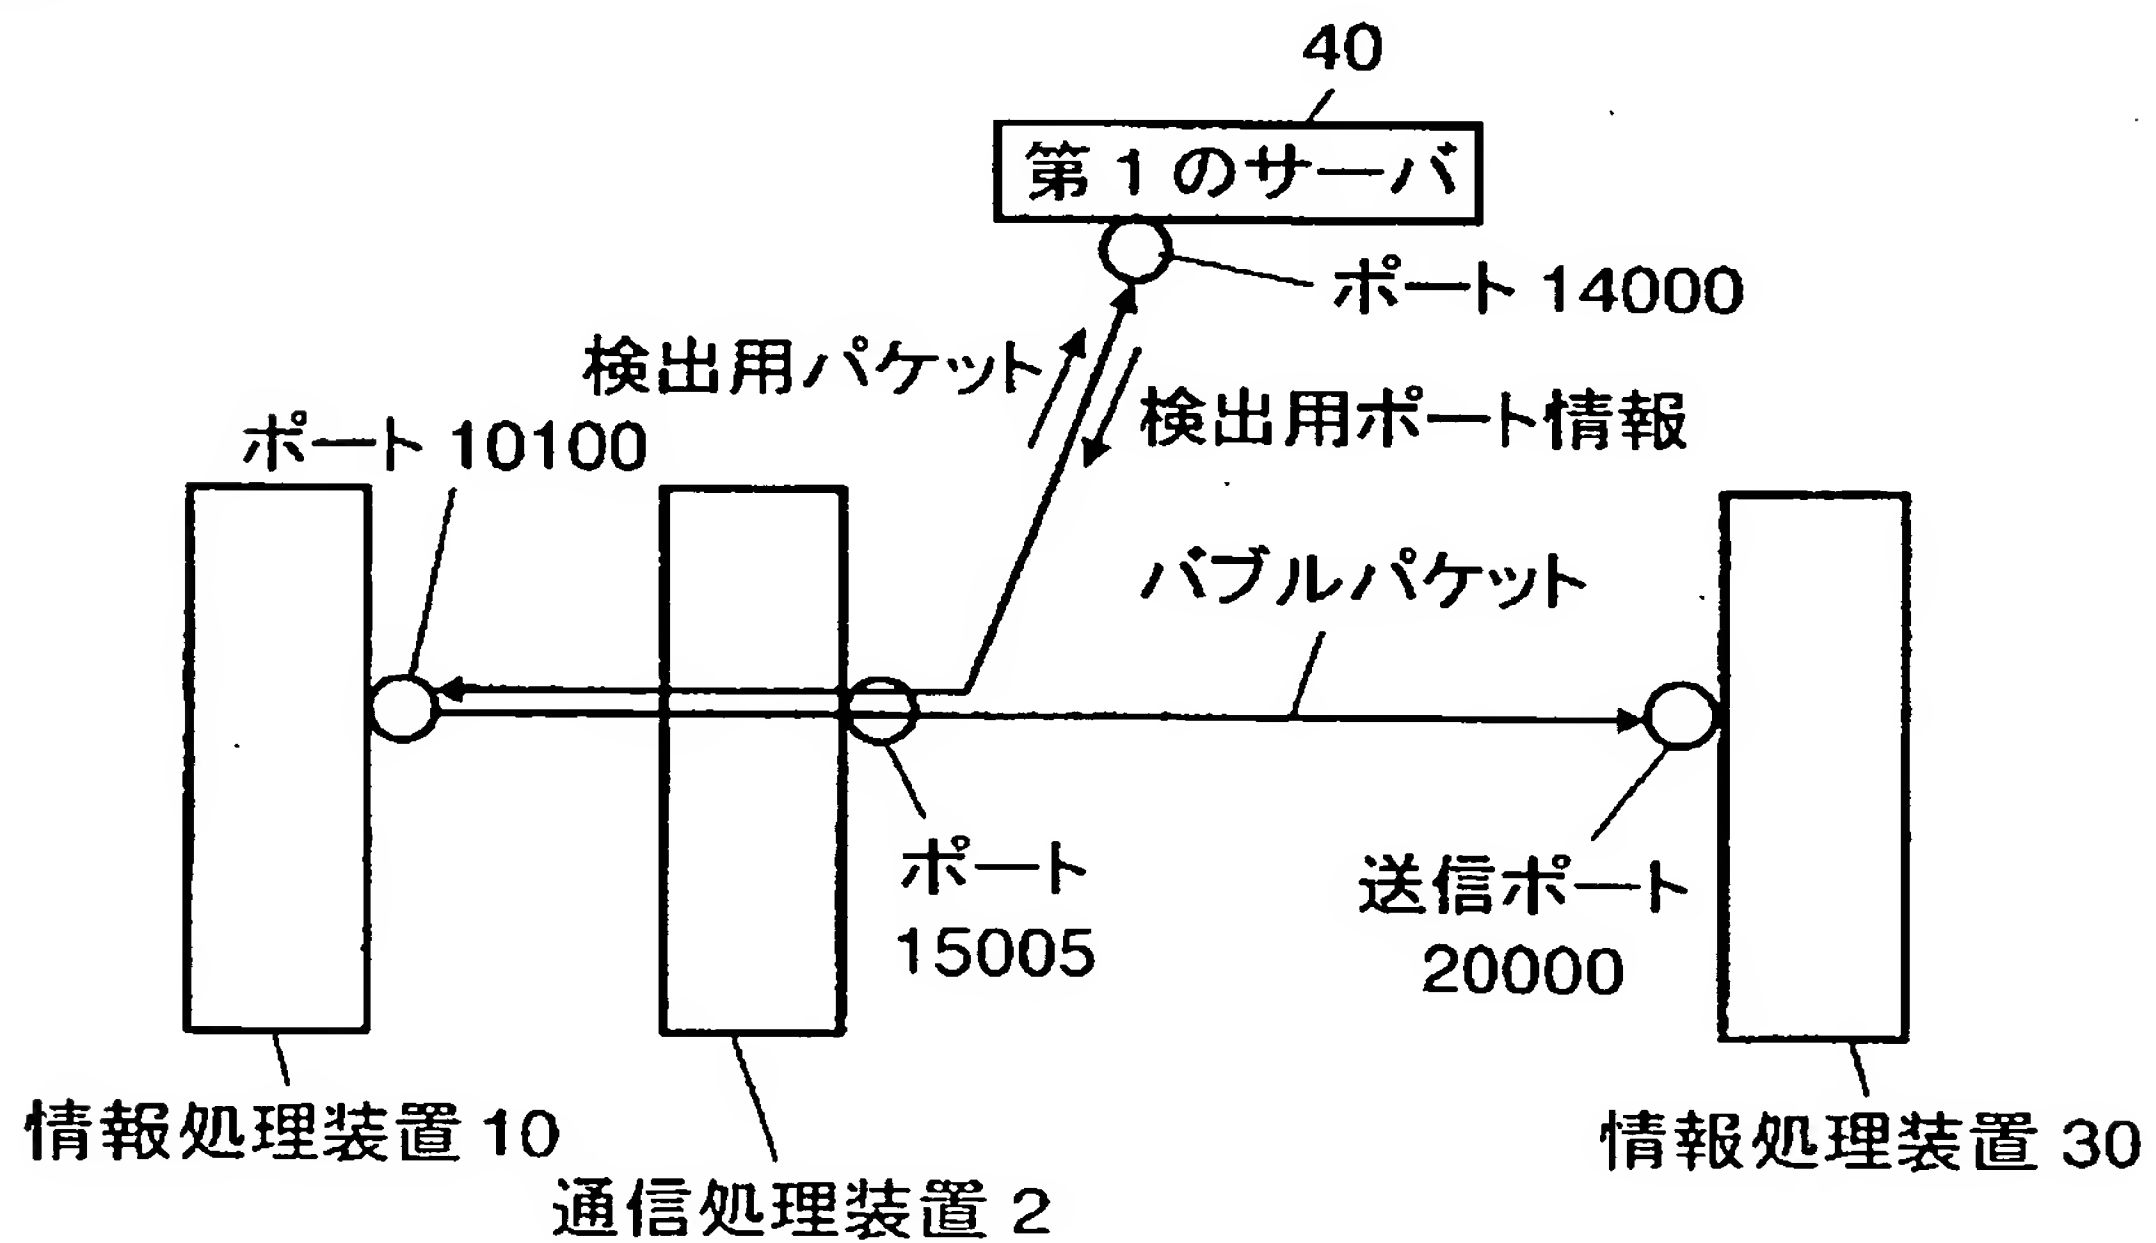 40
第1のサーバ
ポート 14000
検出用パケット
検出用ポート情報
ポート 10100
バブルパケット
ポート
15005
送信ポート
20000
情報処理装置 10
通信処理装置 2
情報処理装置 30